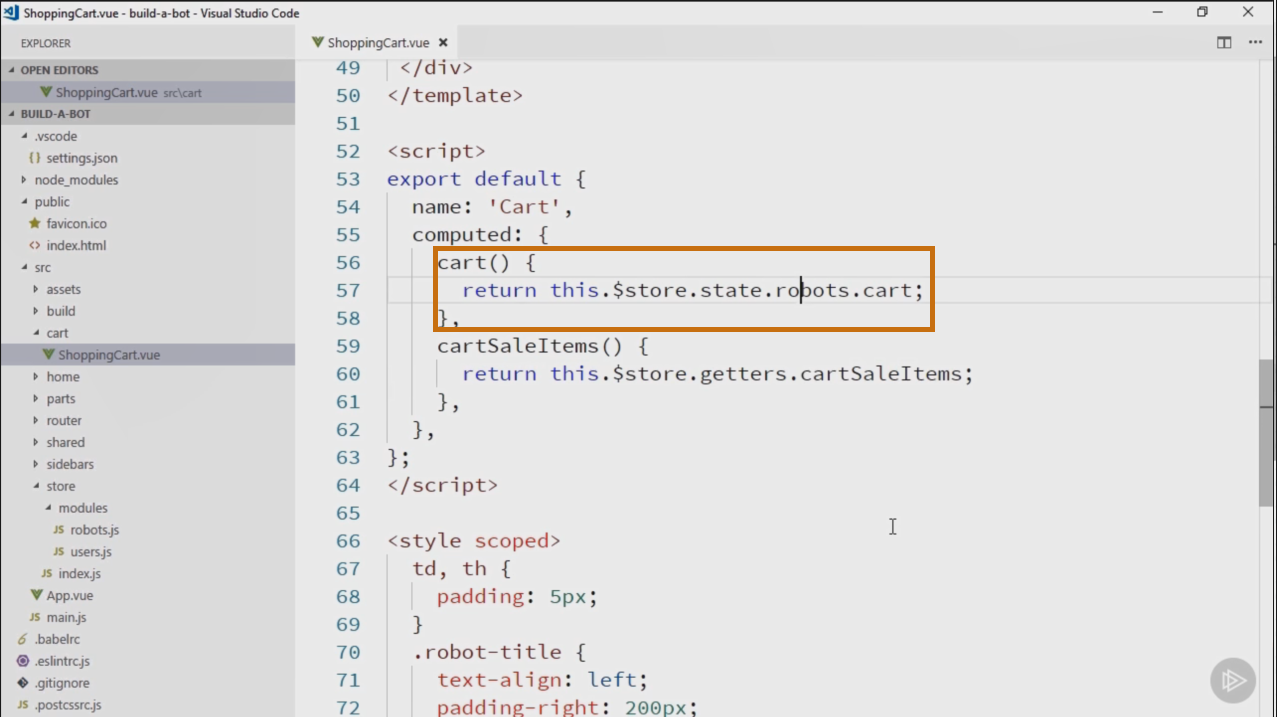 ShoppingCart.vue - build-a-bot - Visual Studio Code
EXPLORER
OPEN EDITORS
ShoppingCart.vue src\cart
BUILD-A-BOT
.vscode
{} settings.json
node_modules
public
favicon.ico
<> index.html
src
assets
build
cart
ShoppingCart.vue
home
parts
router
shared
sidebars
store
modules
JS robots.js
JS users.js
JS index.js
App.vue
JS main.js
.babelrc
.eslintrc.js
.gitignore
JS .postcssrc.js
ShoppingCart.vue
49 </div>
50 </template>
51
52 <script>
53 export default {
54 name: 'Cart',
55 computed: {
56 cart() {
57 return this.$store.state.robots.cart;
58 },
59 cartSaleItems() {
60 return this.$store.getters.cartSaleItems;
61 },
62 },
63 };
64 </script>
65
66 <style scoped>
67 td, th {
68 padding: 5px;
69 }
70 .robot-title {
71 text-align: left;
72 padding-right: 200px;